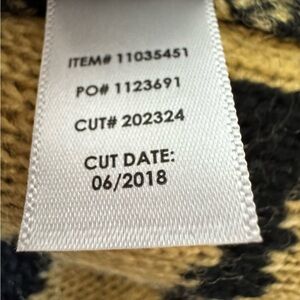 ITEM# 11035451
PO# 1123691
CUT# 202324
CUT DATE:
06/2018